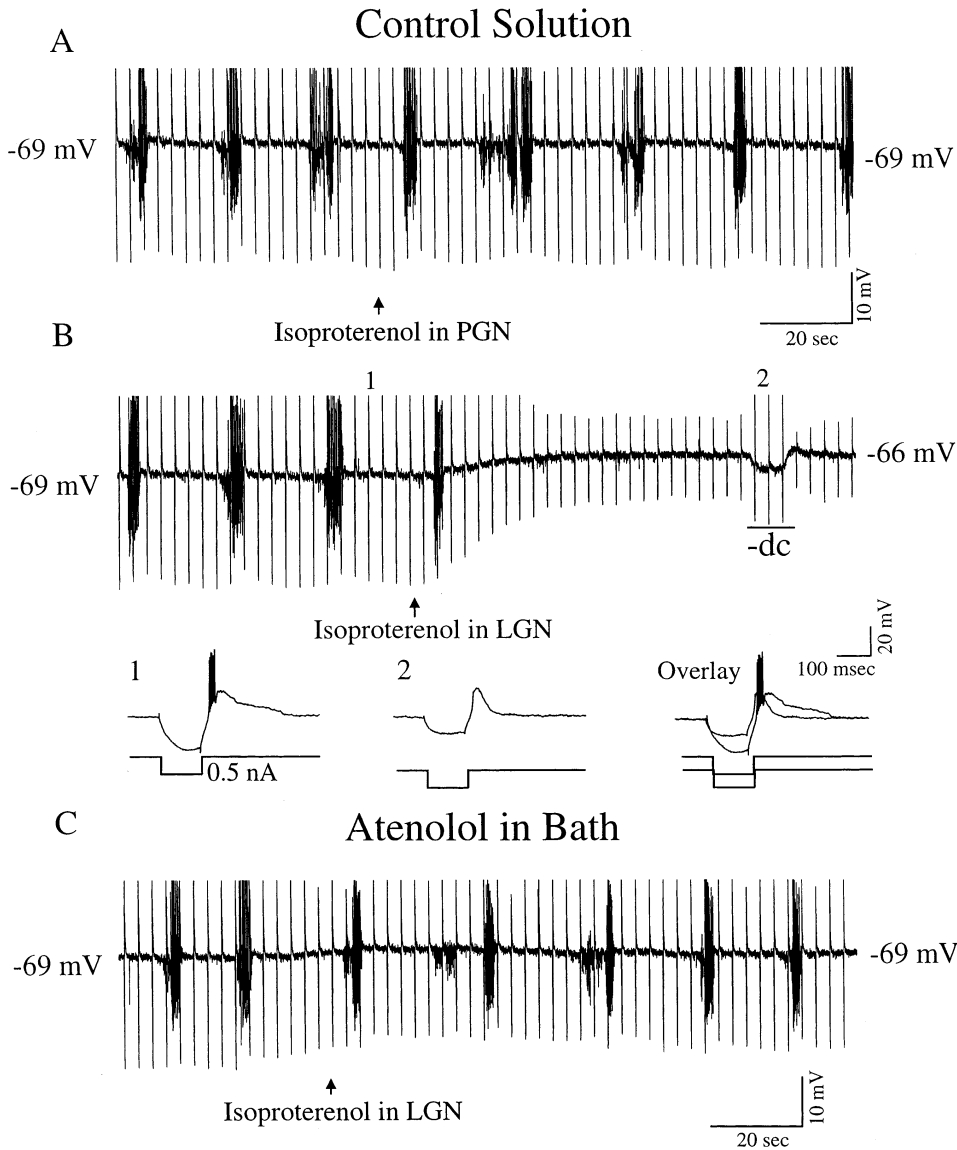 Control Solution
A
-69 mV
-69 mV
10 mV
20 sec
Isoproterenol in PGN
B
1
2
-69 mV
-66 mV
-dc
Isoproterenol in LGN
20 mV
100 msec
1
2
Overlay
0.5 nA
C
Atenolol in Bath
-69 mV
-69 mV
Isoproterenol in LGN
10 mV
20 sec